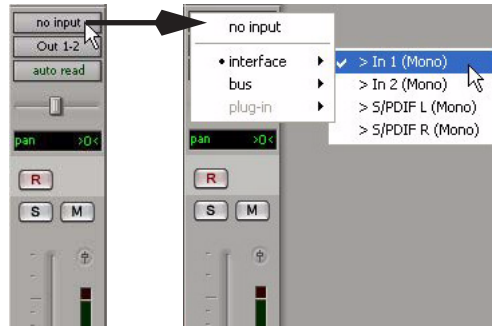 no input
Out 1-2
auto read
pan >0<
R
S M
no input
• interface
bus
plug-in
✓ > In 1 (Mono)
> In 2 (Mono)
> S/PDIF L (Mono)
> S/PDIF R (Mono)
pan >0<
R
S M